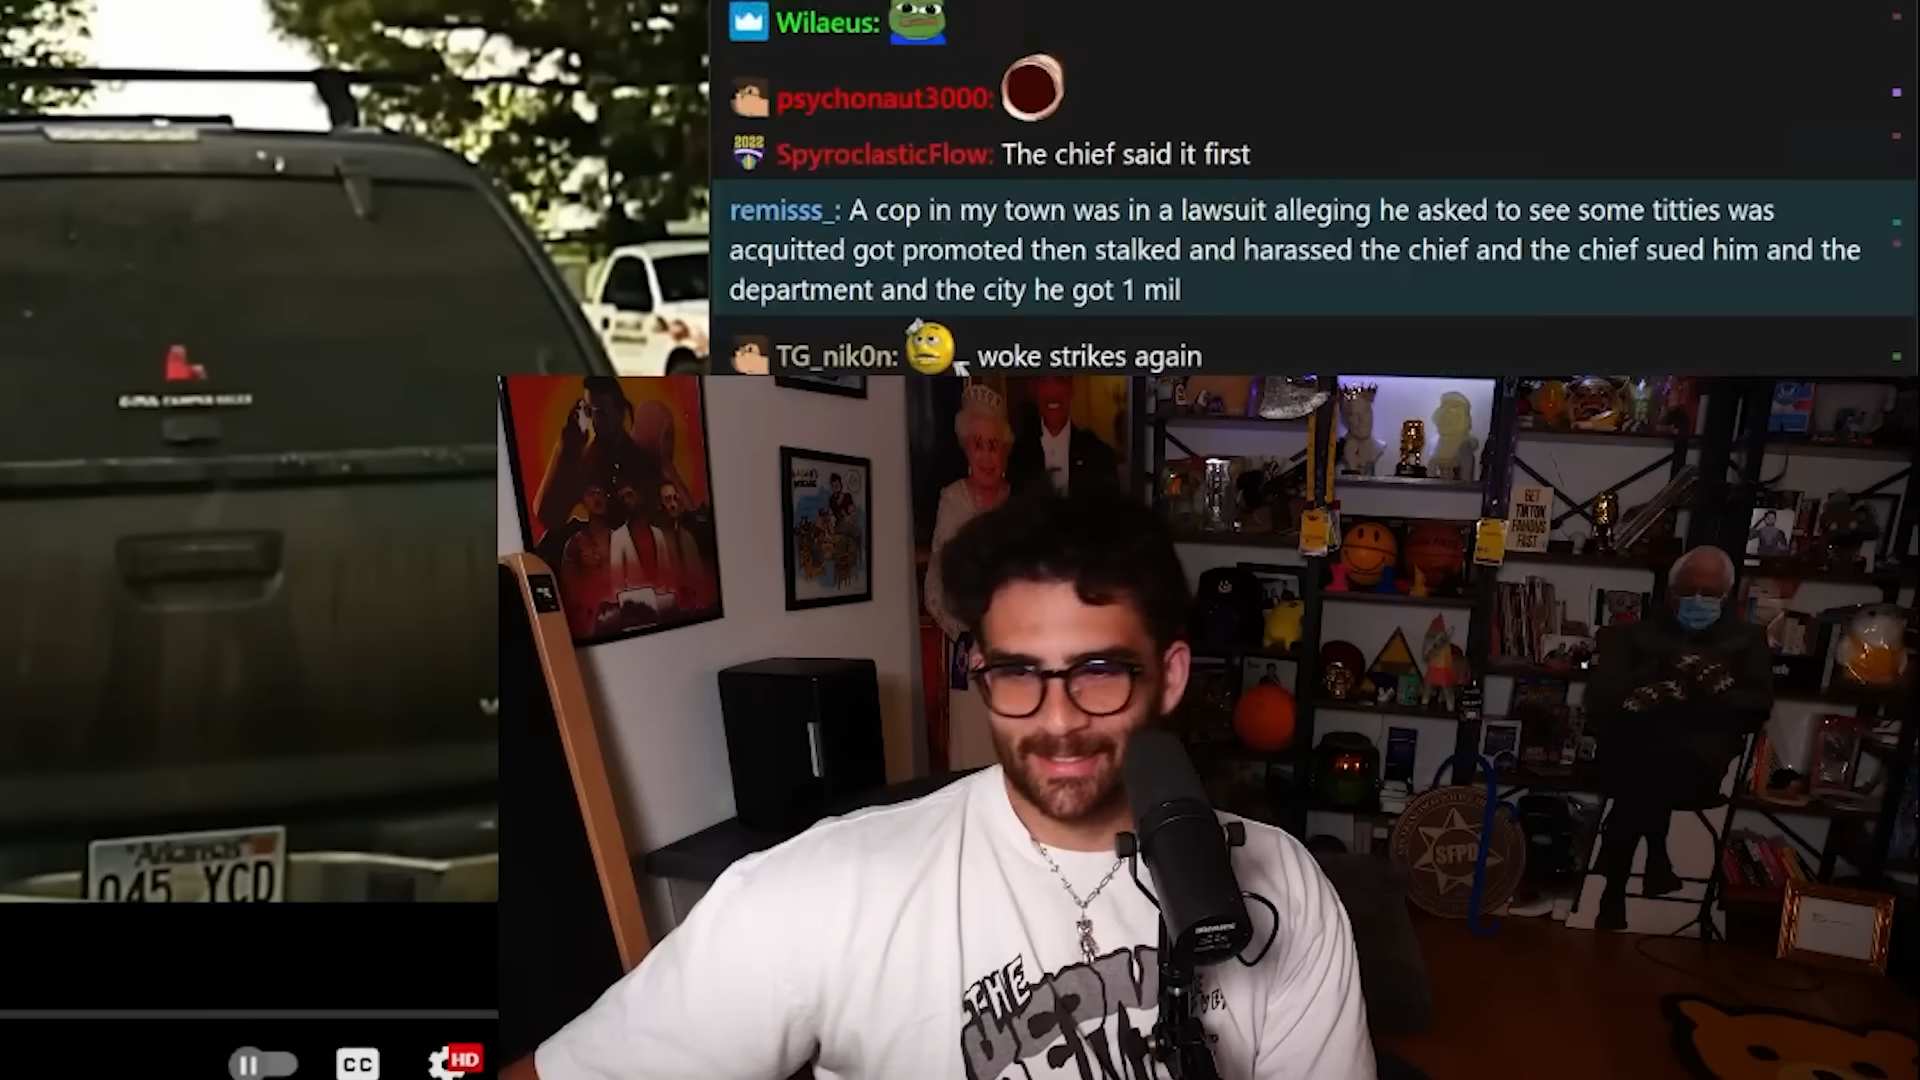 Wilaeus:
psychonaut3000:
2022
SpyroclasticFlow: The chief said it first
remisss_: A cop in my town was in a lawsuit alleging he asked to see some titties was
acquitted got promoted then stalked and harassed the chief and the chief sued him and the
department and the city he got 1 mil
TG_nik0n: woke strikes again
GET
TIKTOK
FAMOUS
FAST
SFPD
Arkansas
045 YCD
THE
CC
HD